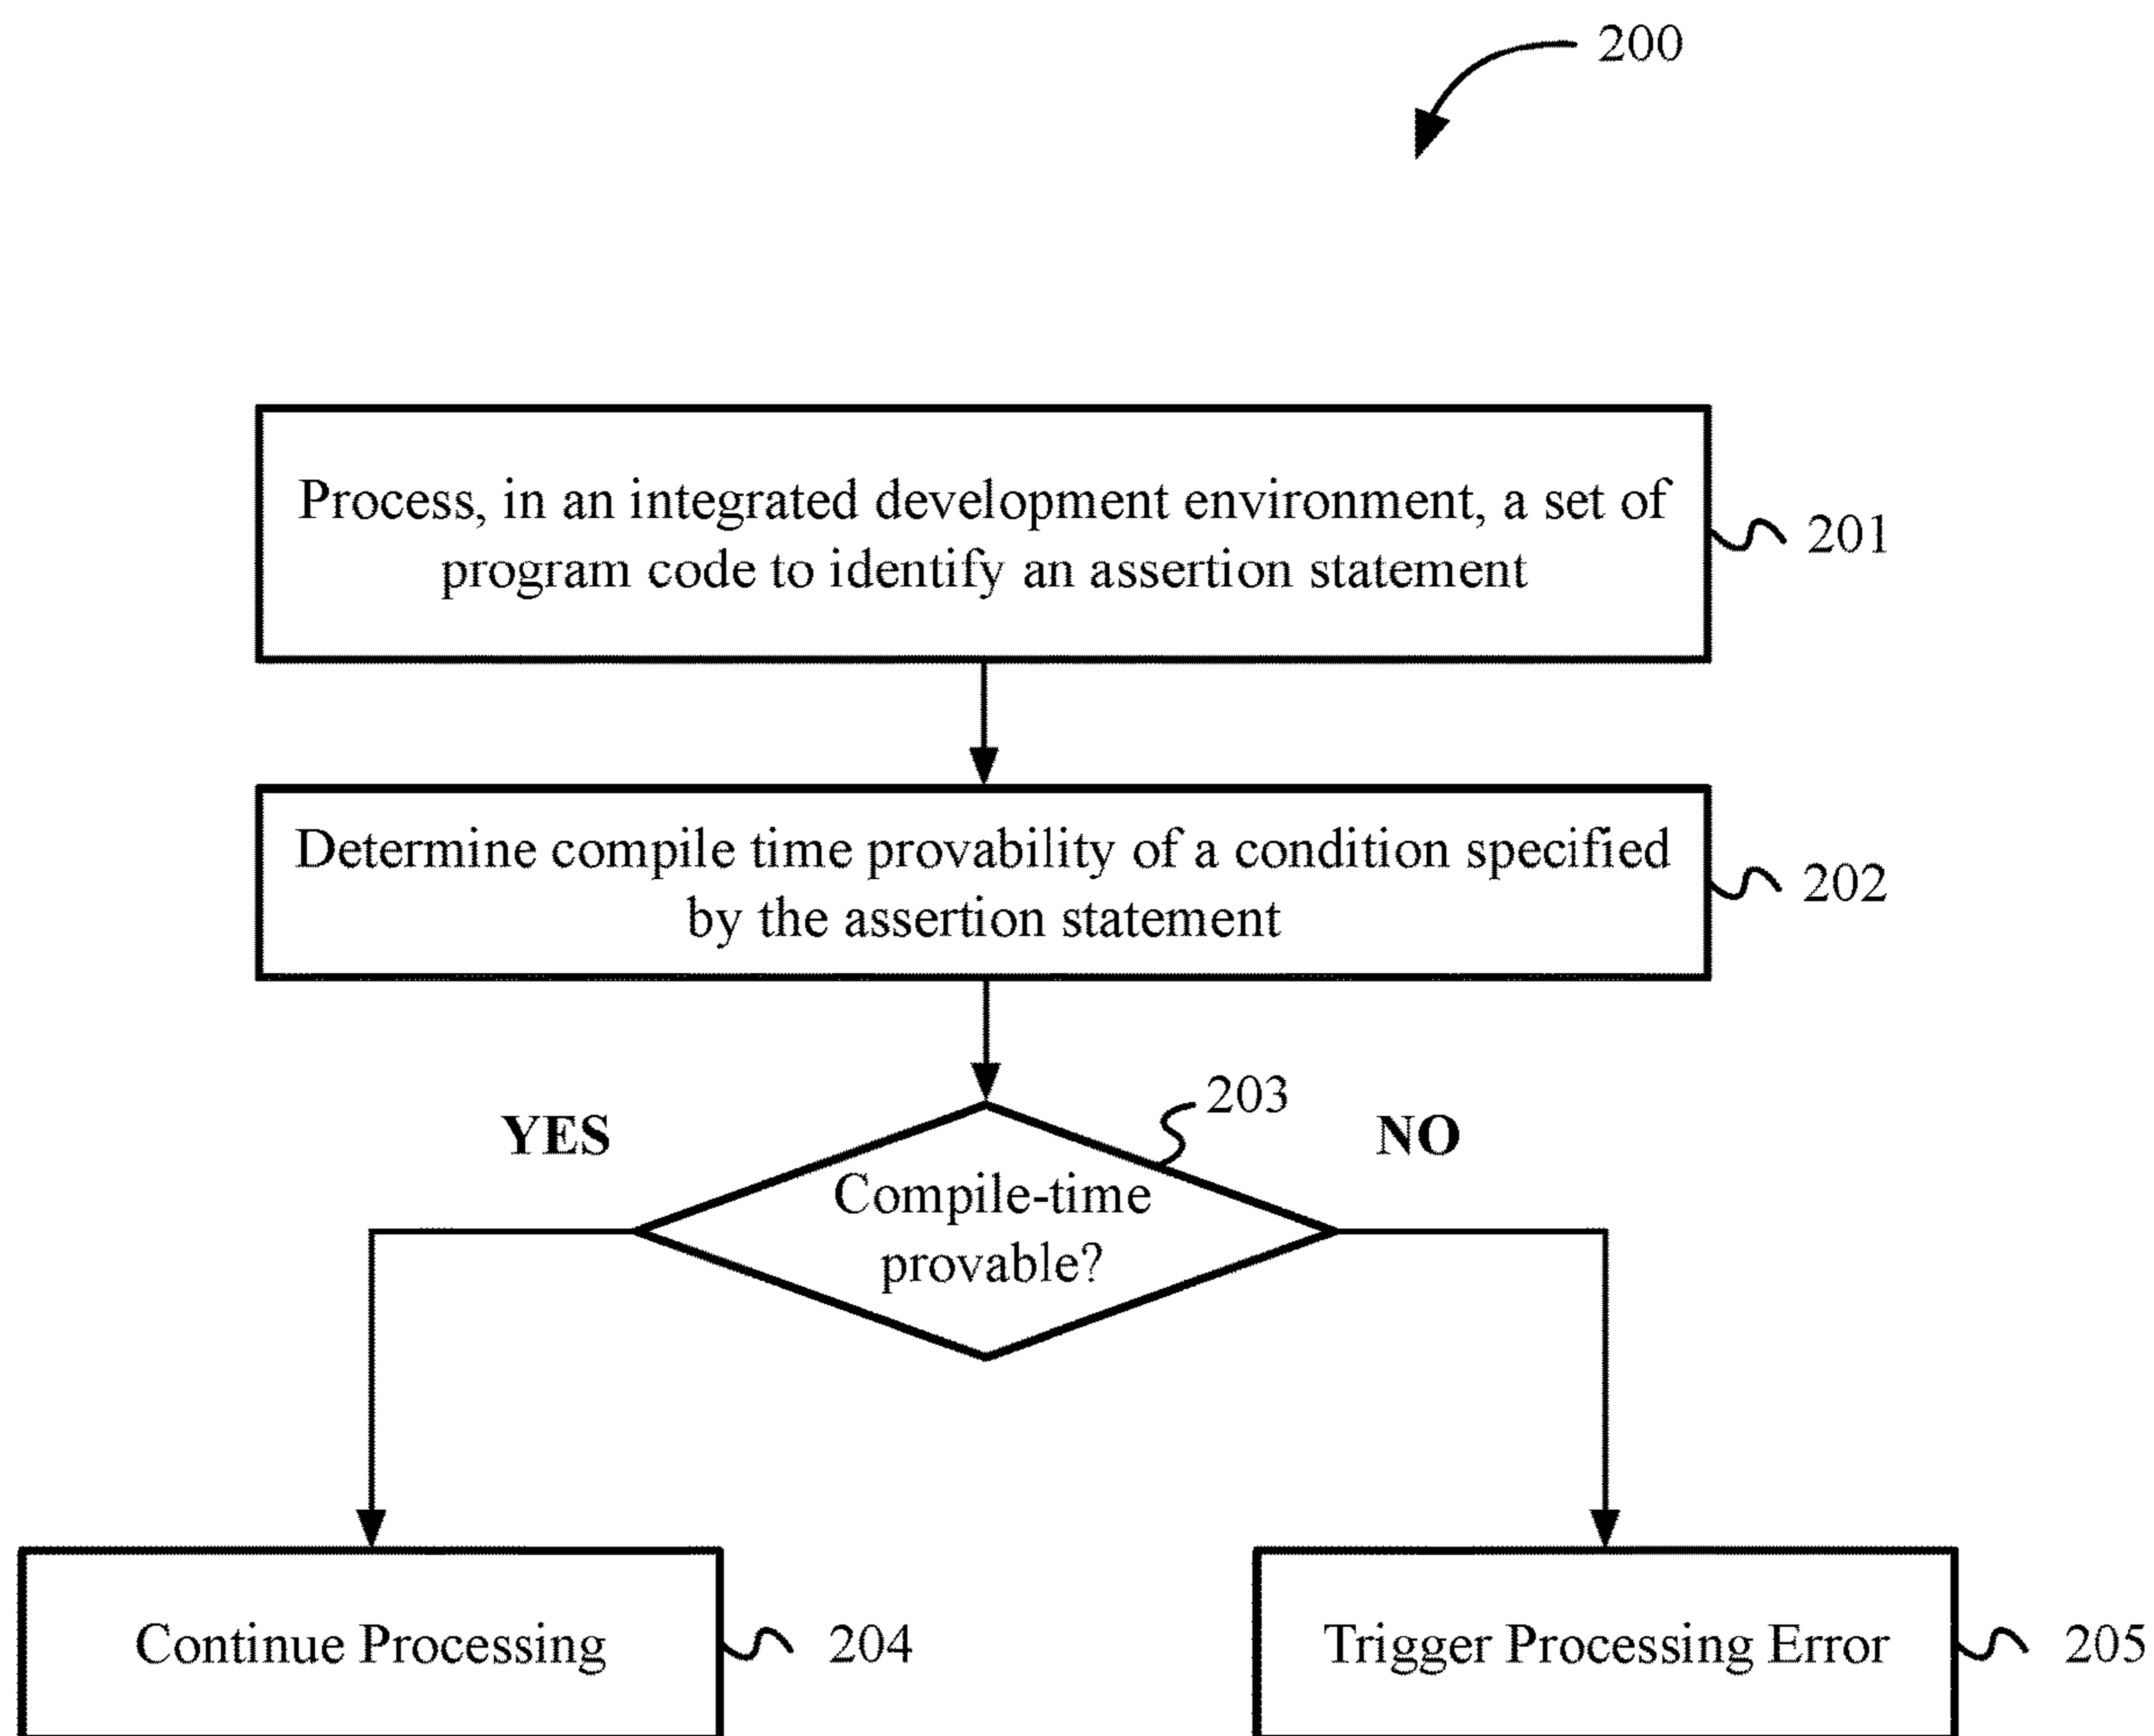 200
Process, in an integrated development environment, a set of
program code to identify an assertion statement
201
Determine compile time provability of a condition specified
by the assertion statement
202
203
YES
NO
Compile-time
provable?
Continue Processing
204
Trigger Processing Error
205